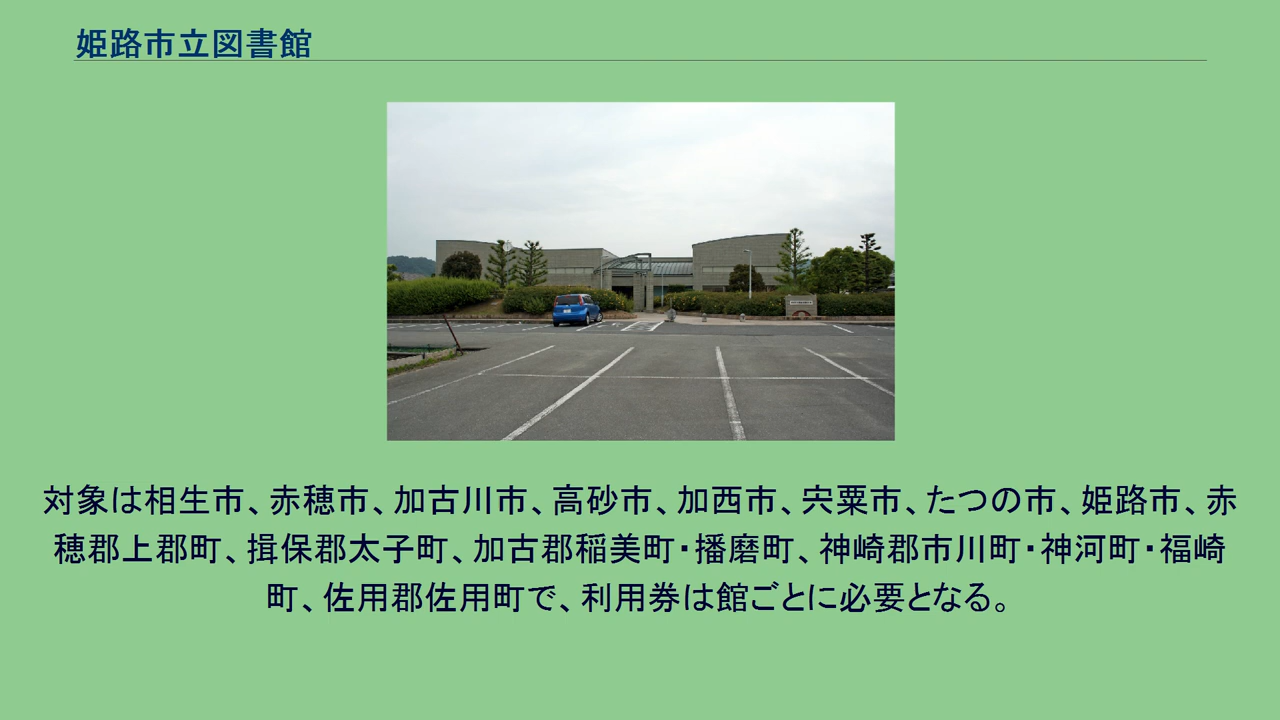 姫路市立図書館
対象は相生市、赤穂市、加古川市、高砂市、加西市、宍粟市、たつの市、姫路市、赤
穂郡上郡町、揖保郡太子町、加古郡稲美町・播磨町、神崎郡市川町・神河町・福崎
町、佐用郡佐用町で、利用券は館ごとに必要となる。